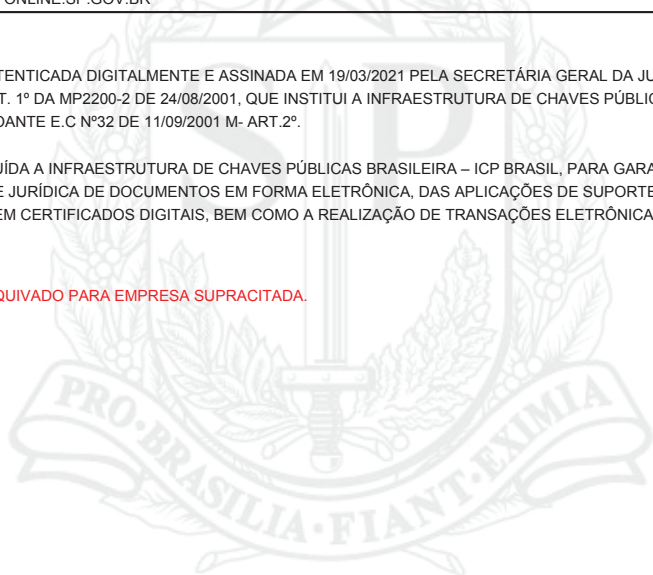 ONLINE.SP.GOV.BR
TENTICADA DIGITALMENTE E ASSINADA EM 19/03/2021 PELA SECRETÁRIA GERAL DA JU
T. 1º DA MP2200-2 DE 24/08/2001, QUE INSTITUI A INFRAESTRUTURA DE CHAVES PÚBLIC
DANTE E.C Nº32 DE 11/09/2001 M- ART.2º.
UÍDA A INFRAESTRUTURA DE CHAVES PÚBLICAS BRASILEIRA – ICP BRASIL, PARA GARA
E JURÍDICA DE DOCUMENTOS EM FORMA ELETRÔNICA, DAS APLICAÇÕES DE SUPORTE
EM CERTIFICADOS DIGITAIS, BEM COMO A REALIZAÇÃO DE TRANSAÇÕES ELETRÔNICA
QUIVADO PARA EMPRESA SUPRACITADA.
SP
PRO·BRASILIA·FIANT·EXIMIA